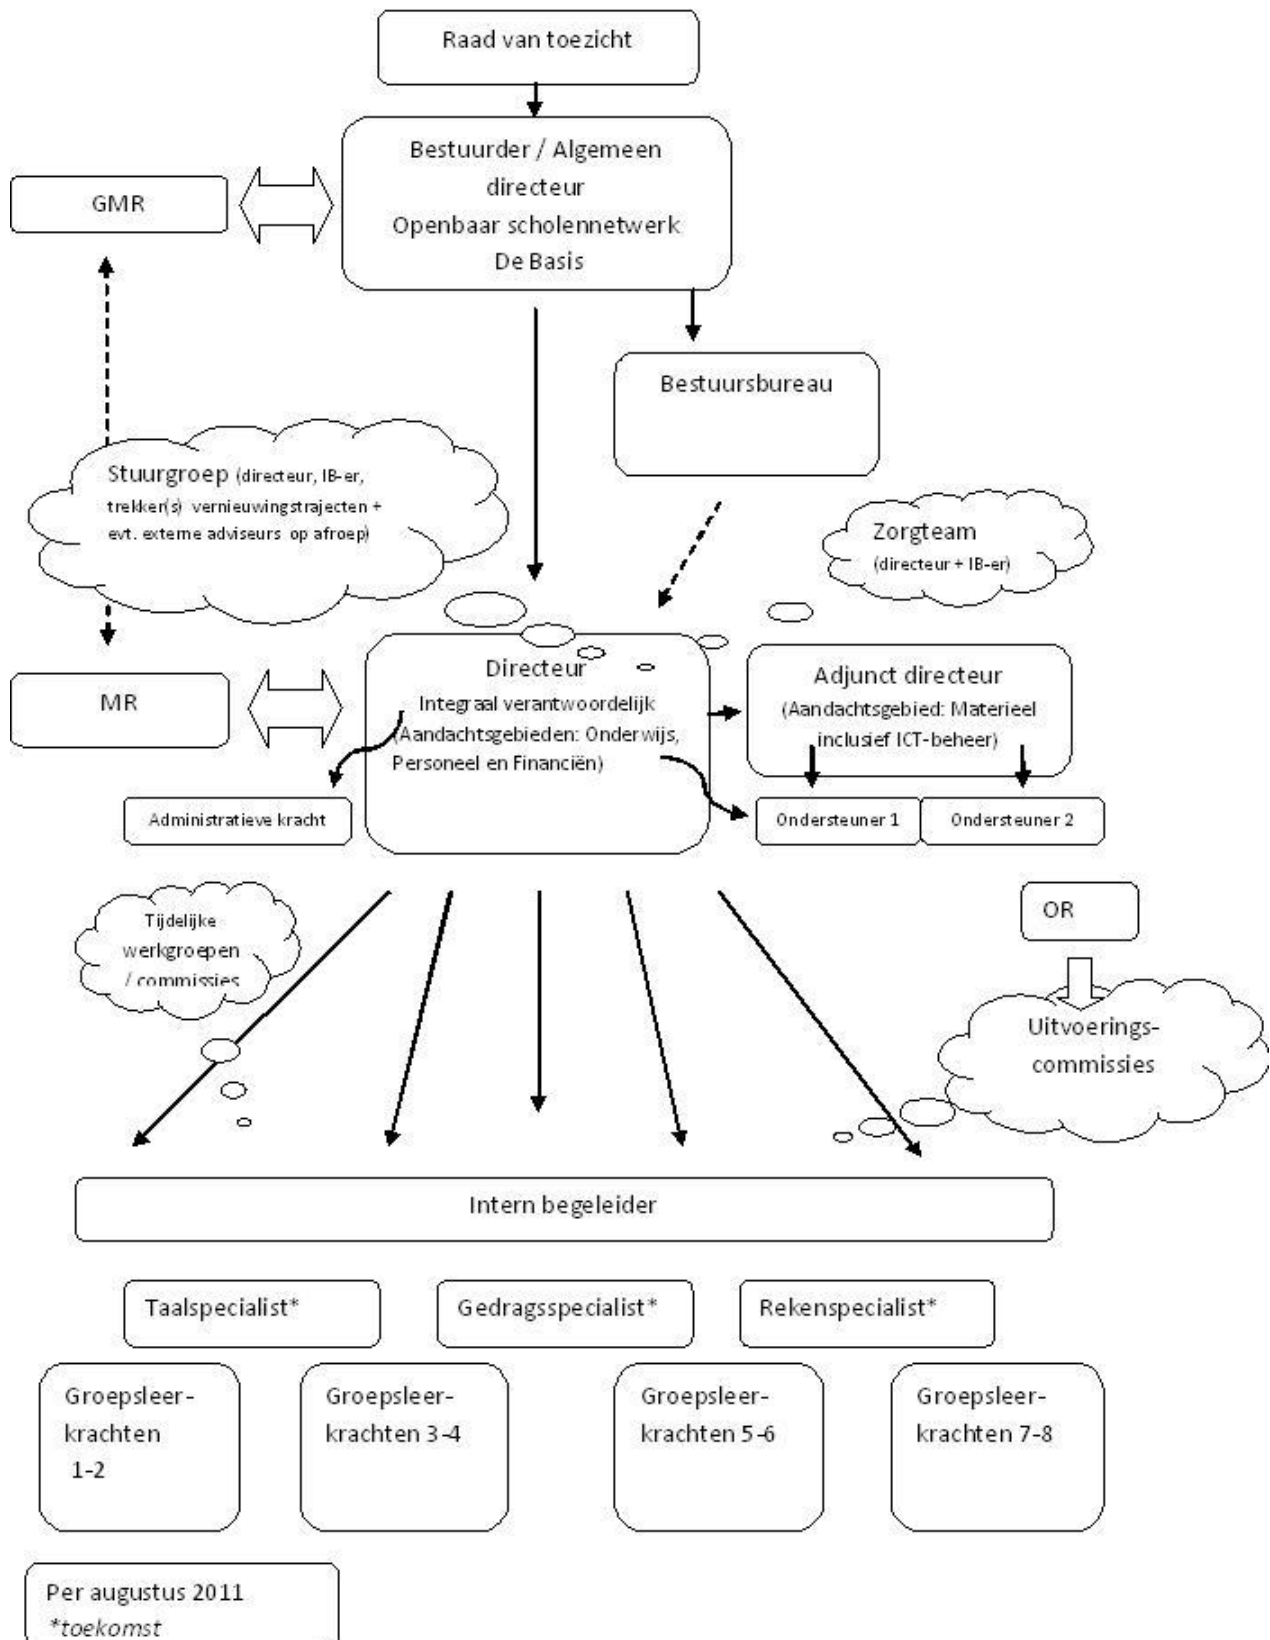 Raad van toezicht
Bestuurder / Algemeen
directeur
Openbaar scholennetwerk
De Basis
GMR
Bestuursbureau
Stuurgroep (directeur, IB-er,
trekker(s) vernieuwingstrajecten +
evt. externe adviseurs op afroep)
Zorgteam
(directeur + IB-er)
MR
Directeur
Integraal verantwoordelijk
(Aandachtsgebieden: Onderwijs,
Personeel en Financiën)
Adjunct directeur
(Aandachtsgebied: Materieel
inclusief ICT-beheer)
Administratieve kracht
Ondersteuner 1
Ondersteuner 2
Tijdelijke
werkgroepen
/ commissies
OR
Uitvoerings-
commissies
Intern begeleider
Taalspecialist*
Gedragsspecialist*
Rekenspecialist*
Groepsleer-
krachten
1-2
Groepsleer-
krachten 3-4
Groepsleer-
krachten 5-6
Groepsleer-
krachten 7-8
Per augustus 2011
*toekomst